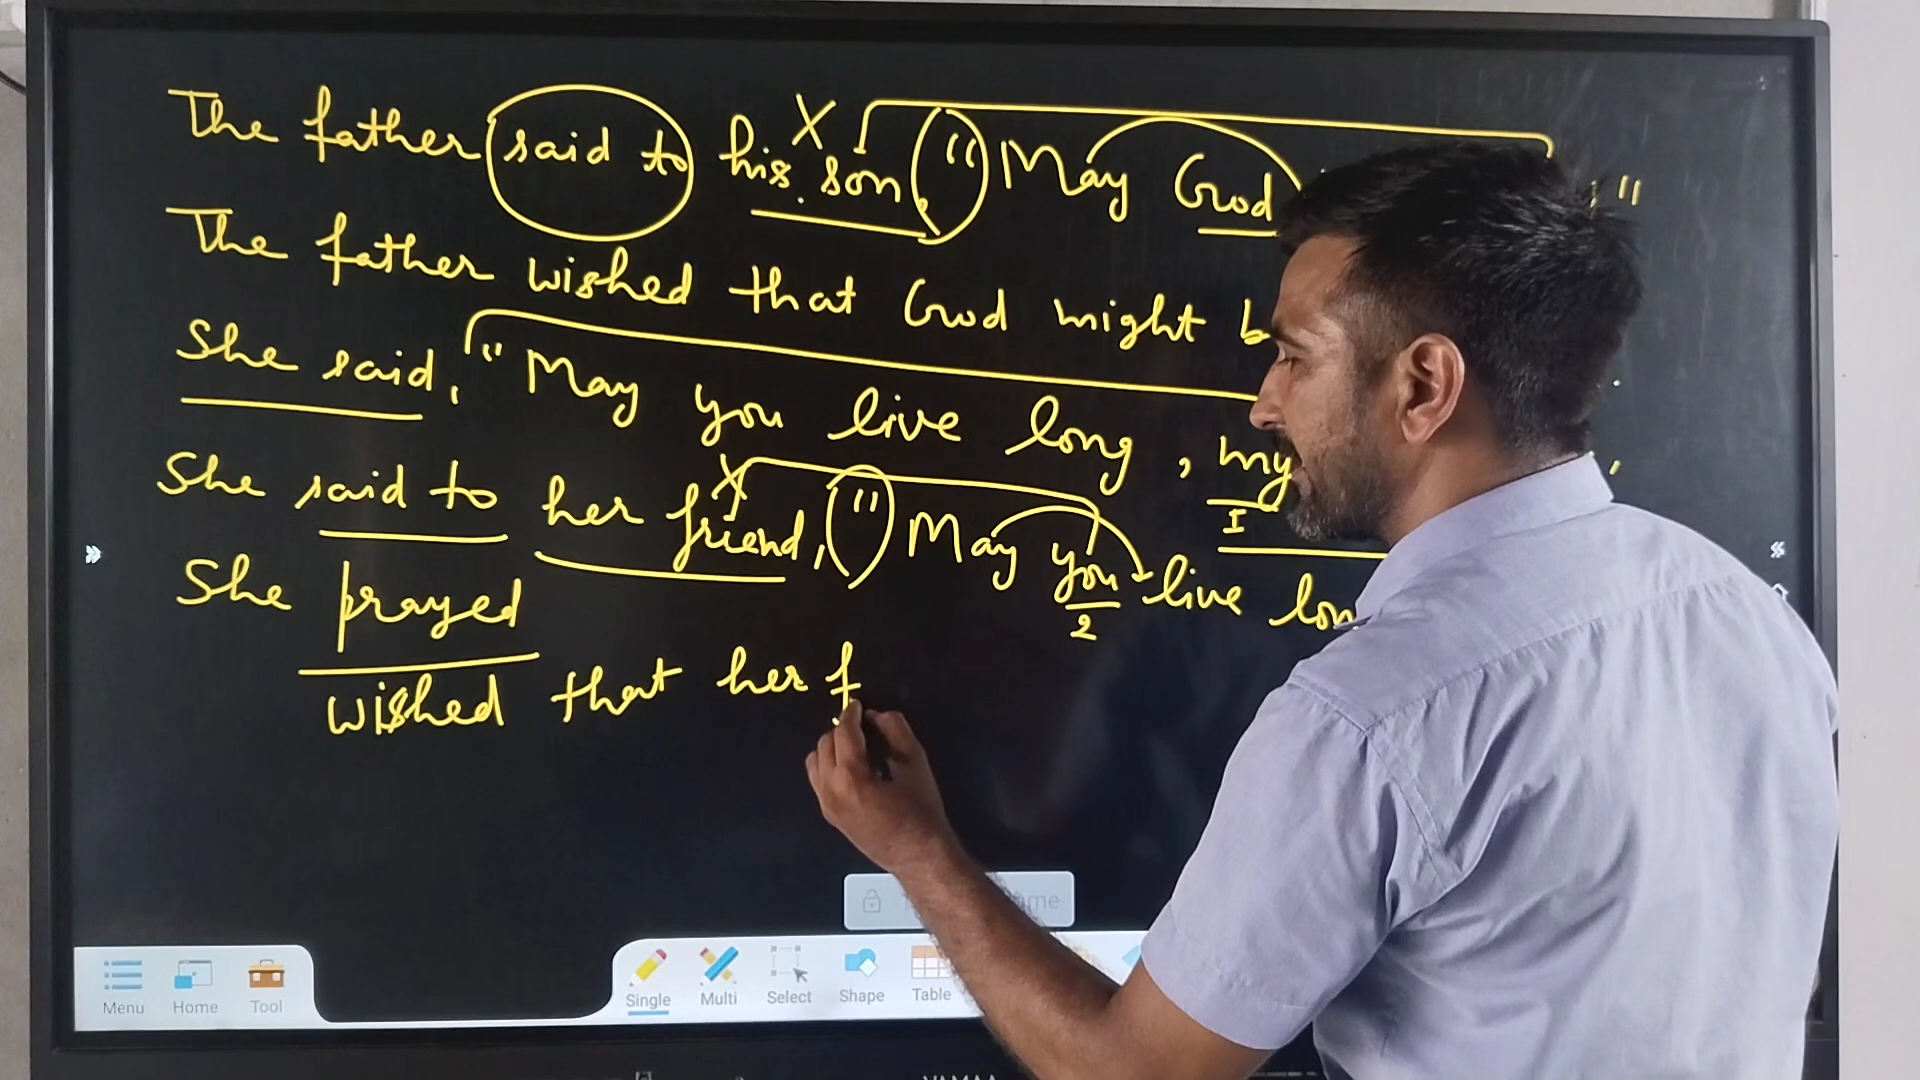 The father said to his son, "May God "
The father wished that God might
She said, "May you live long, my
I
She said to her friend, " May you live
2
She prayed
wished that her f
Menu Home Tool Single Multi Select Shape Table